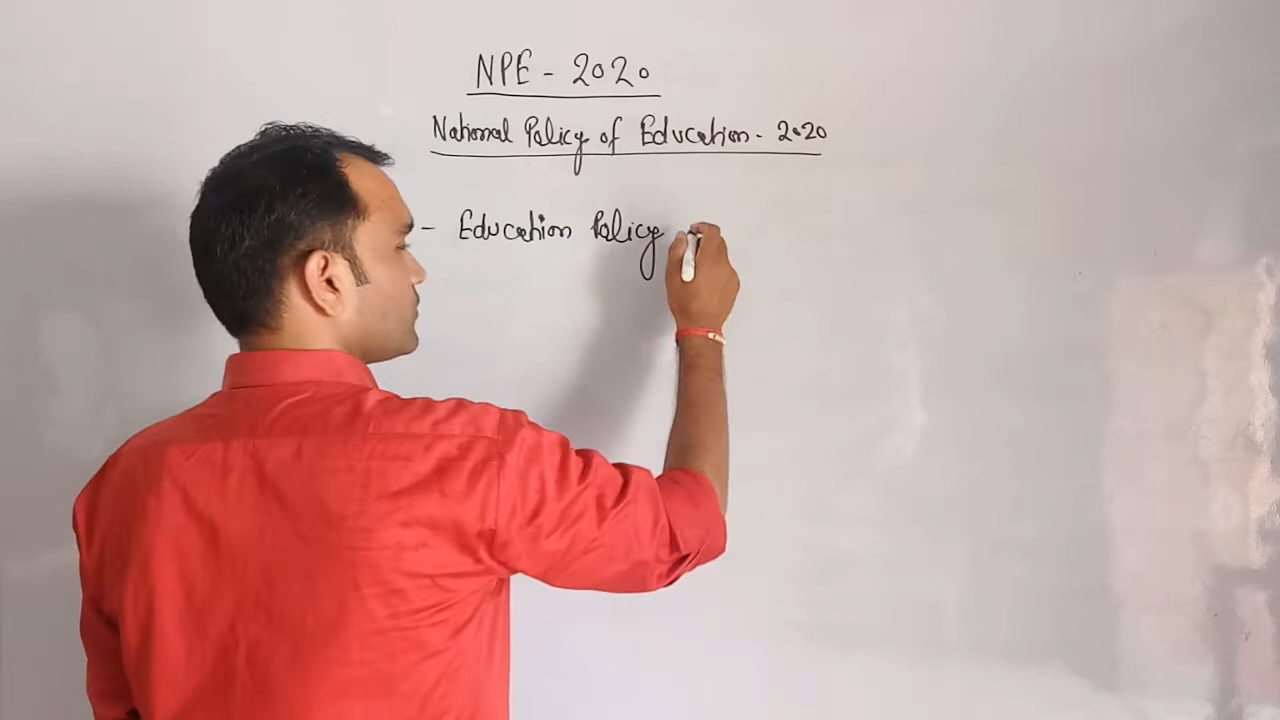 NPE - 2020
National Policy of Education - 2020
- Education Policy